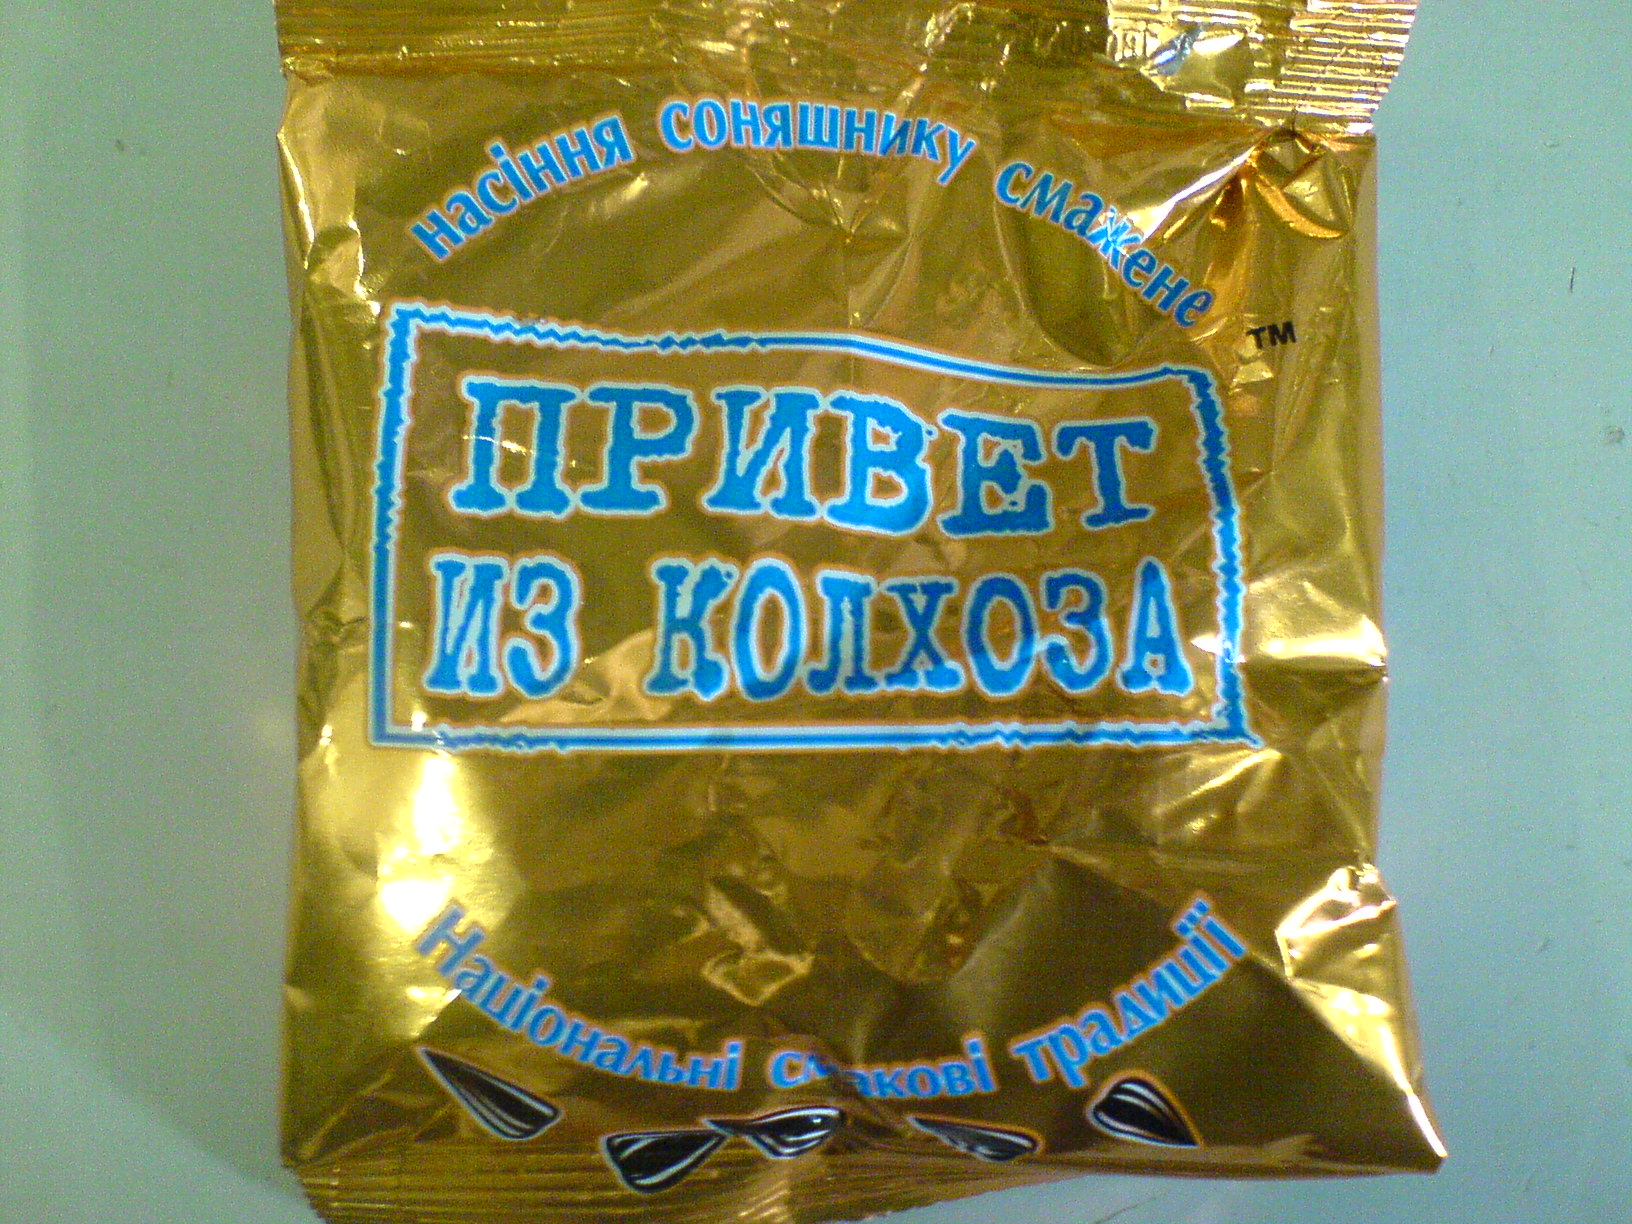 насіння соняшнику смажене
TM
ПРИВЕТ
ИЗ КОЛХОЗА
Національні смакові традиції